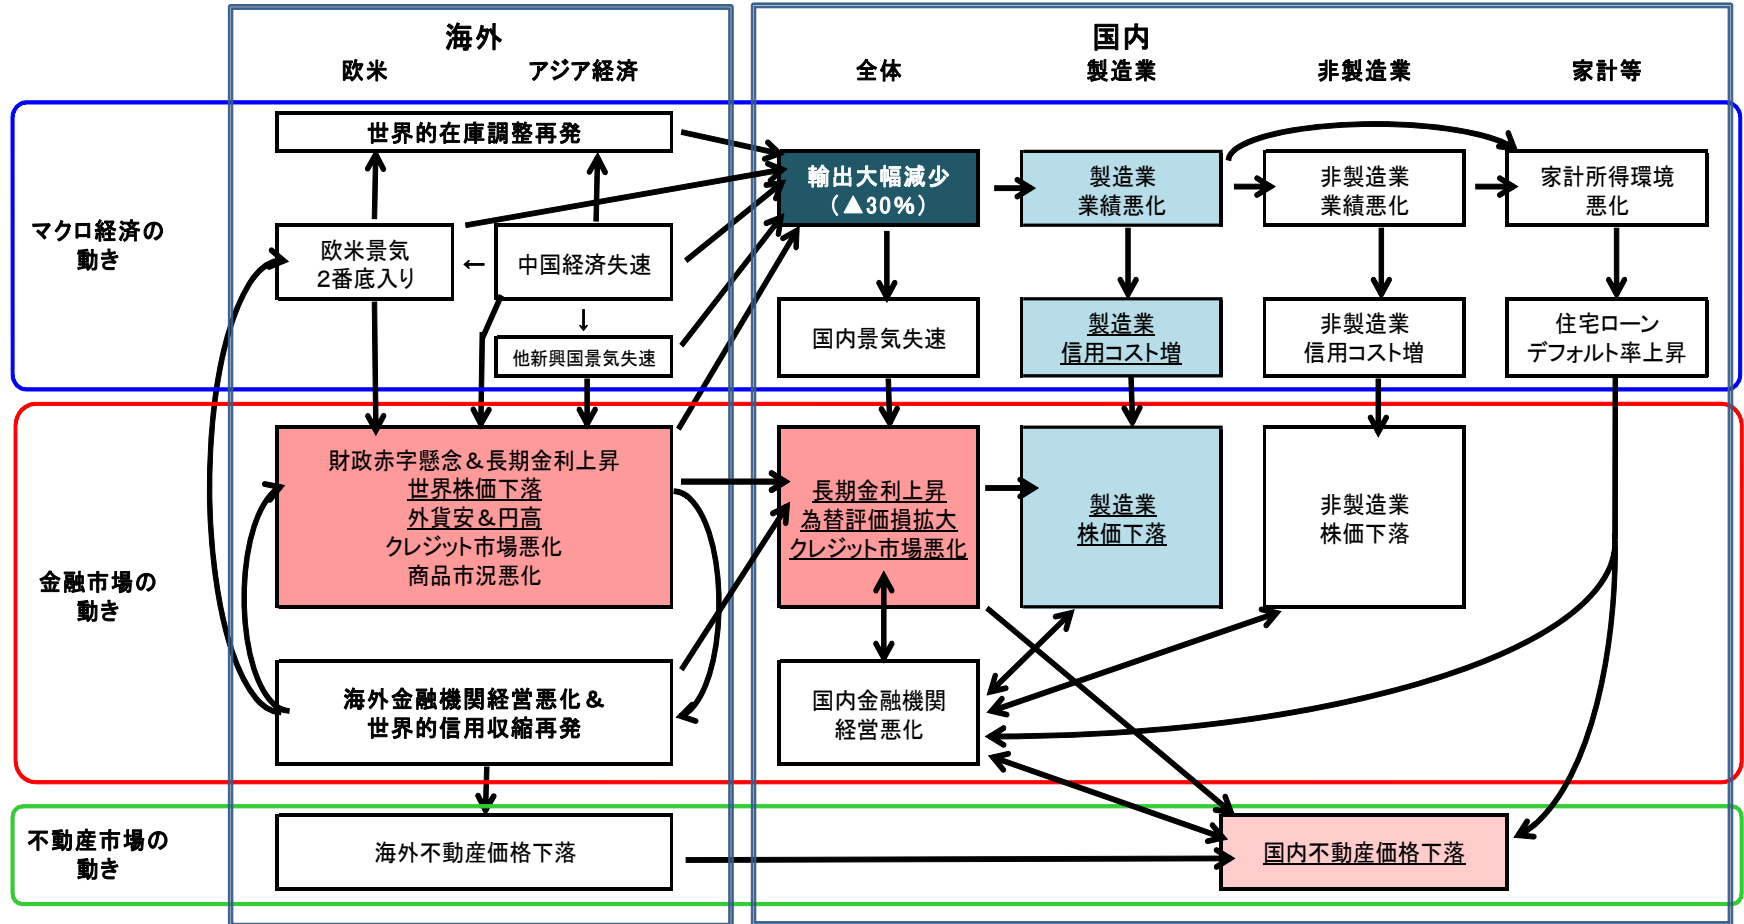 海外
国内
欧米
アジア経済
全体
製造業
非製造業
家計等
マクロ経済の
動き
世界的在庫調整再発
輸出大幅減少
（▲30%）
製造業
業績悪化
非製造業
業績悪化
家計所得環境
悪化
欧米景気
2番底入り
←
中国経済失速
↓
他新興国景気失速
国内景気失速
製造業
信用コスト増
非製造業
信用コスト増
住宅ローン
デフォルト率上昇
金融市場の
動き
財政赤字懸念＆長期金利上昇
世界株価下落
外貨安＆円高
クレジット市場悪化
商品市況悪化
長期金利上昇
為替評価損拡大
クレジット市場悪化
製造業
株価下落
非製造業
株価下落
海外金融機関経営悪化＆
世界的信用収縮再発
国内金融機関
経営悪化
不動産市場の
動き
海外不動産価格下落
国内不動産価格下落